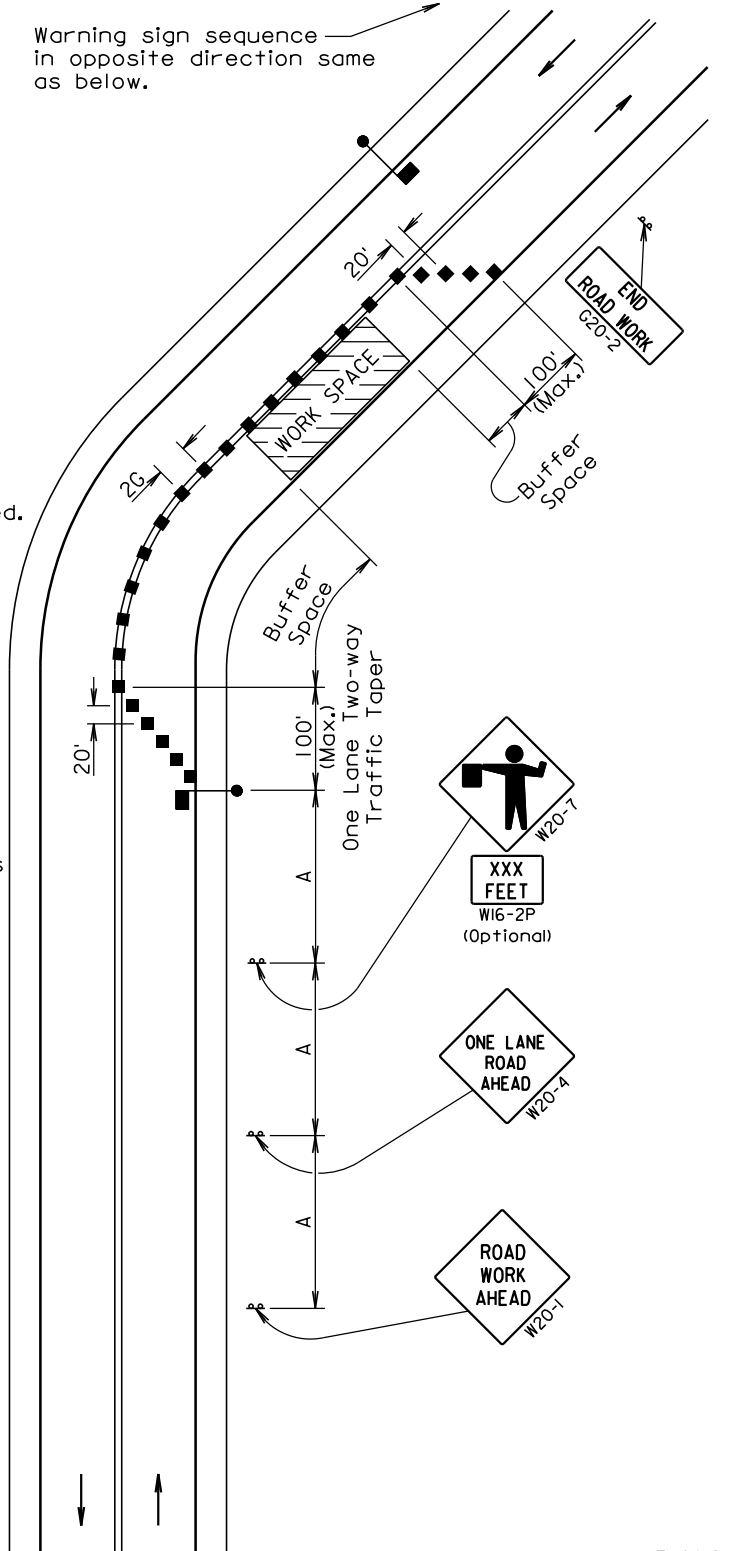 Warning sign sequence
in opposite direction same
as below.
20'
END
ROAD WORK
G20-2
100'
(Max.)
WORK SPACE
Buffer
Space
2G
ed.
Buffer
Space
100'
(Max.)
One Lane Two-way
Traffic Taper
20'
W20-7
XXX
FEET
W16-2P
(Optional)
s
A
A
ONE LANE
ROAD
AHEAD
W20-4
A
ROAD
WORK
AHEAD
W20-1